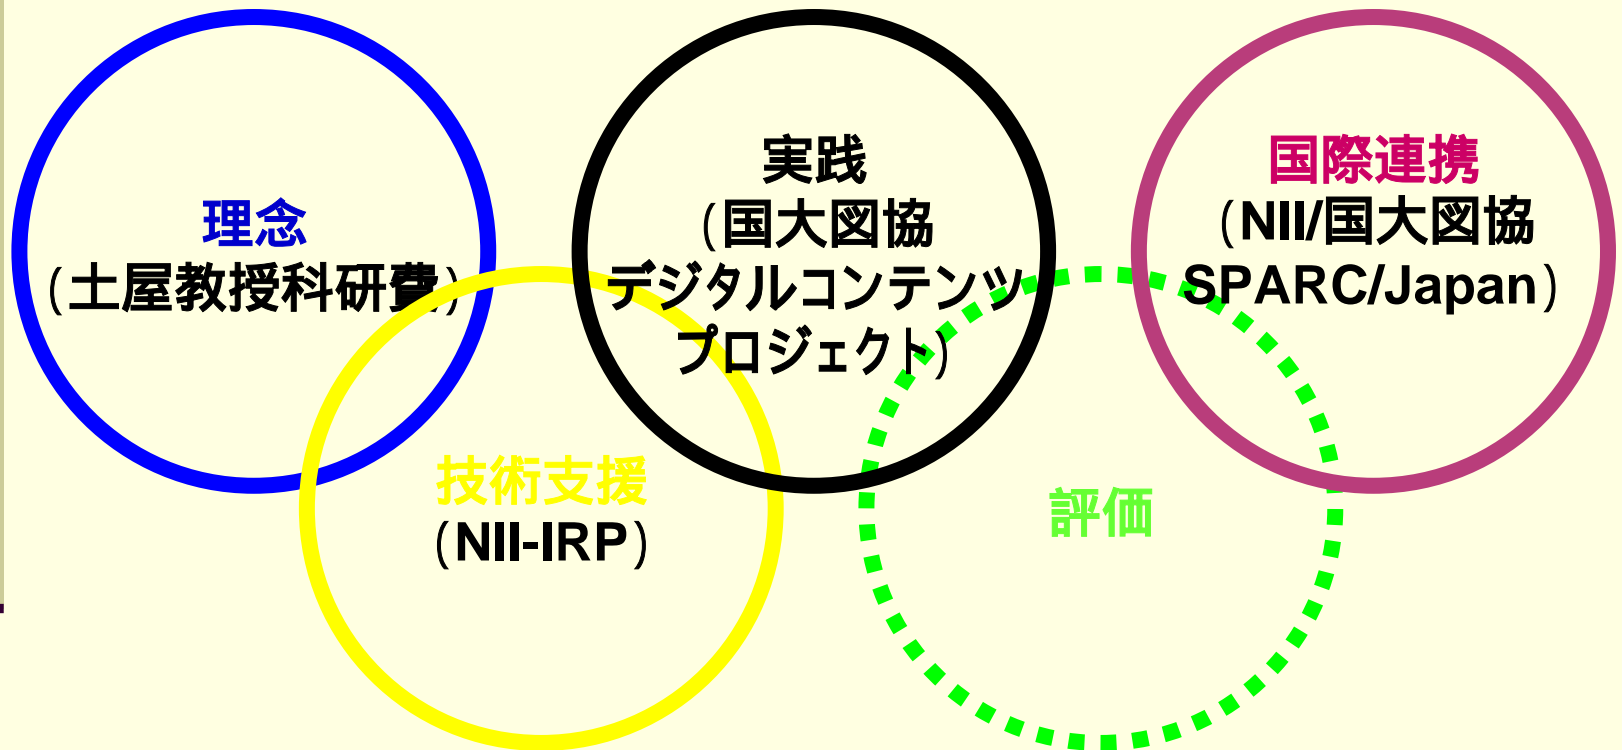 理念
(土屋教授科研費)
実践
(国大図協
デジタルコンテンツ
プロジェクト)
国際連携
(NII/国大図協
SPARC/Japan)
技術支援
(NII-IRP)
評価